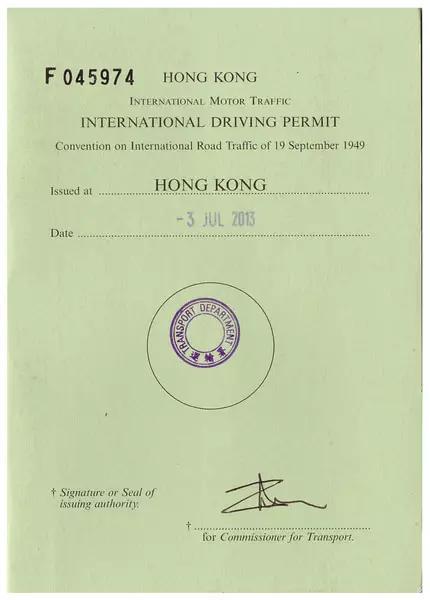 F 045974 HONG KONG
INTERNATIONAL MOTOR TRAFFIC
INTERNATIONAL DRIVING PERMIT
Convention on International Road Traffic of 19 September 1949
Issued at HONG KONG
-3 JUL 2013
Date
TRANSPORT DEPARTMENT
運輸署
† Signature or Seal of
issuing authority.
†
for Commissioner for Transport.